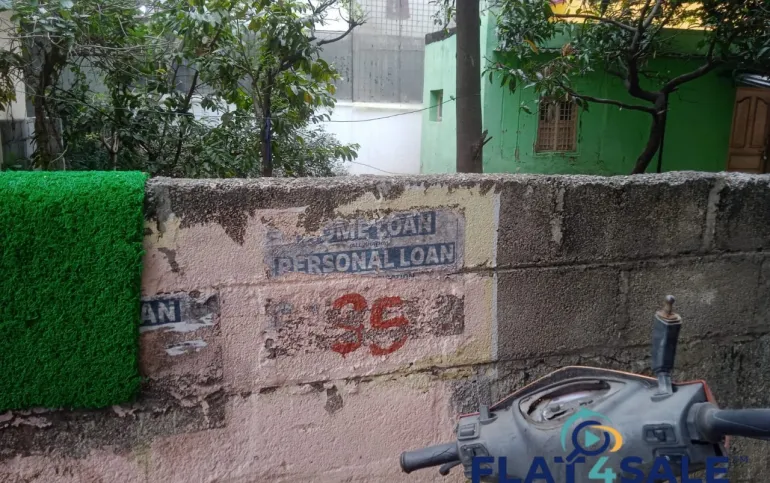 HOME LOAN
PERSONAL LOAN
AN
35
FLAT4SALE